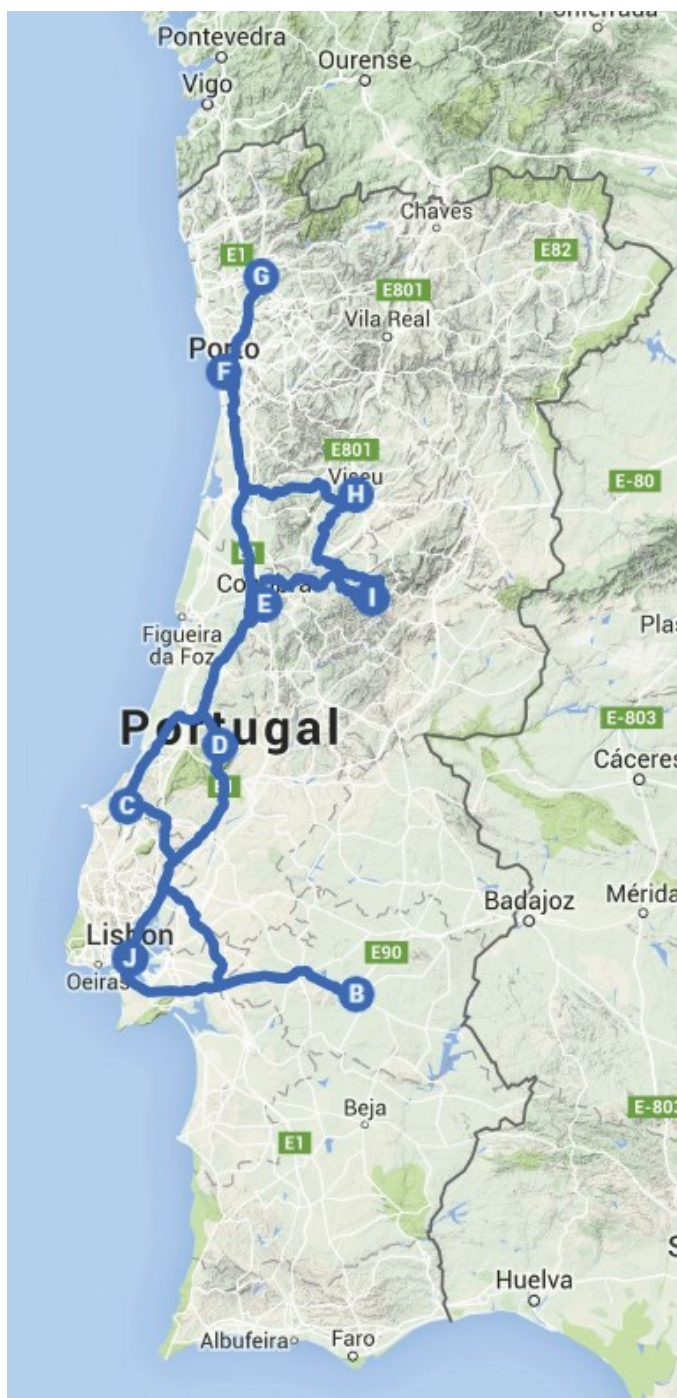 Ponferrada
Pontevedra
Ourense
Vigo
Chaves
E1
E82
G
E801
Vila Real
Porto
F
E801
Viseu
H
E-80
E1
Coimbra
E
I
Figueira
da Foz
Plas
Portugal
E-803
D
Cáceres
E1
C
Badajoz
Mérida
Lisbon
E90
J
Oeiras
B
Beja
E-803
E1
S
Huelva
Albufeira
Faro